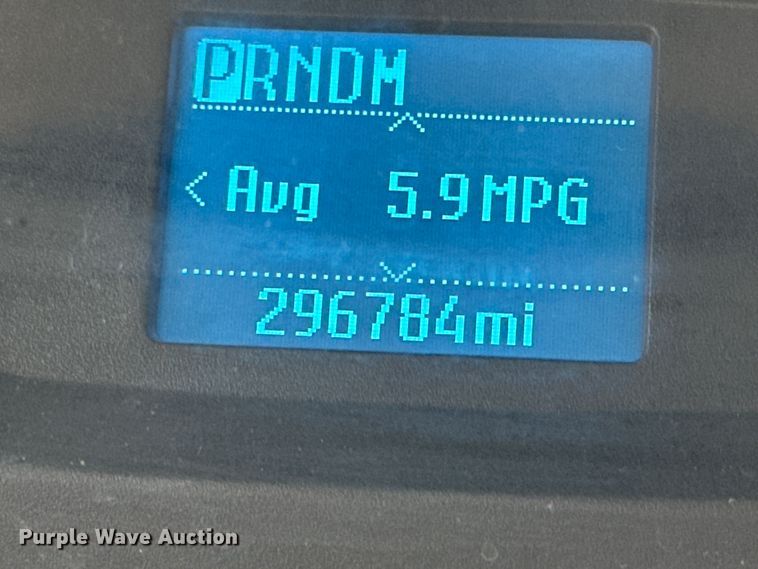 PRNDM
< Avg 5.9MPG
296784mi
Purple Wave Auction